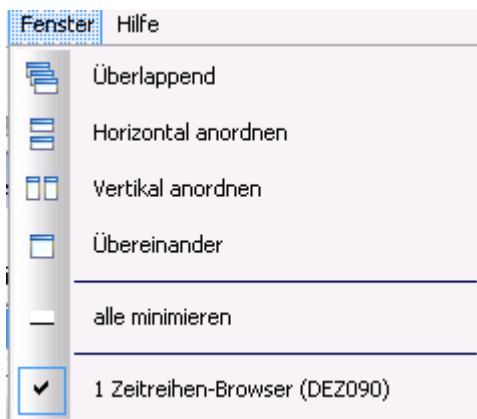 Fenster Hilfe
Überlappend
Horizontal anordnen
Vertikal anordnen
Übereinander
alle minimieren
1 Zeitreihen-Browser (DEZ090)